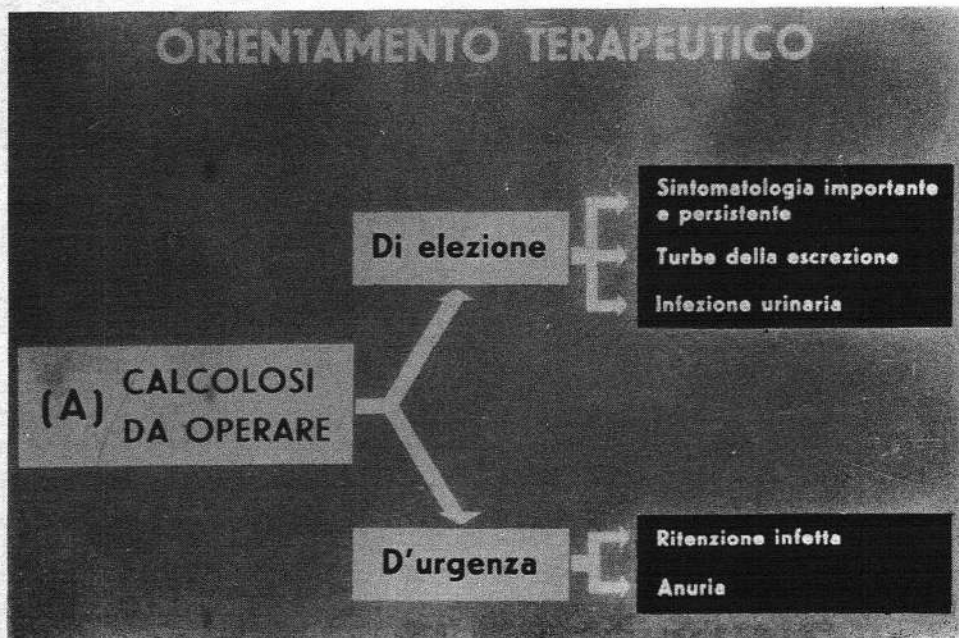 ORIENTAMENTO TERAPEUTICO
(A) CALCOLOSI
DA OPERARE
Di elezione
Sintomatologia importante
e persistente
Turbe della escrezione
Infezione urinaria
D'urgenza
Ritenzione infetta
Anuria